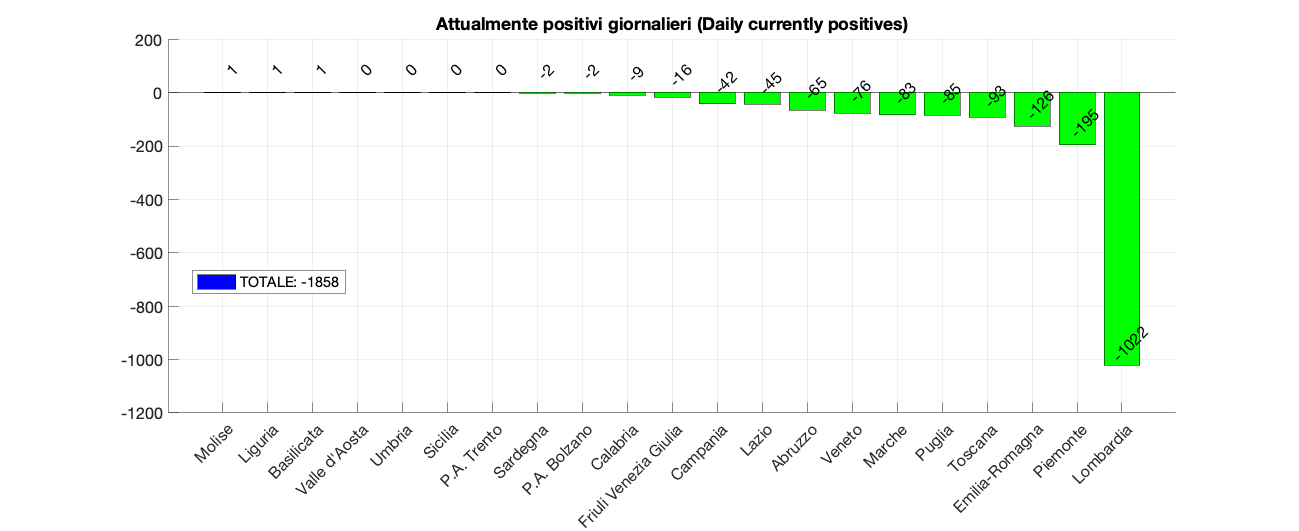 Attualmente positivi giornalieri (Daily currently positives)
200
0
-200
-400
-600
-800
-1000
-1200
1
1
1
0
0
0
0
-2
-2
-9
-16
-42
-45
-65
-76
-83
-85
-93
-126
-195
-1022
TOTALE: -1858
Molise
Liguria
Basilicata
Valle d'Aosta
Umbria
Sicilia
P.A. Trento
Sardegna
P.A. Bolzano
Calabria
Friuli Venezia Giulia
Campania
Lazio
Abruzzo
Veneto
Marche
Puglia
Toscana
Emilia-Romagna
Piemonte
Lombardia